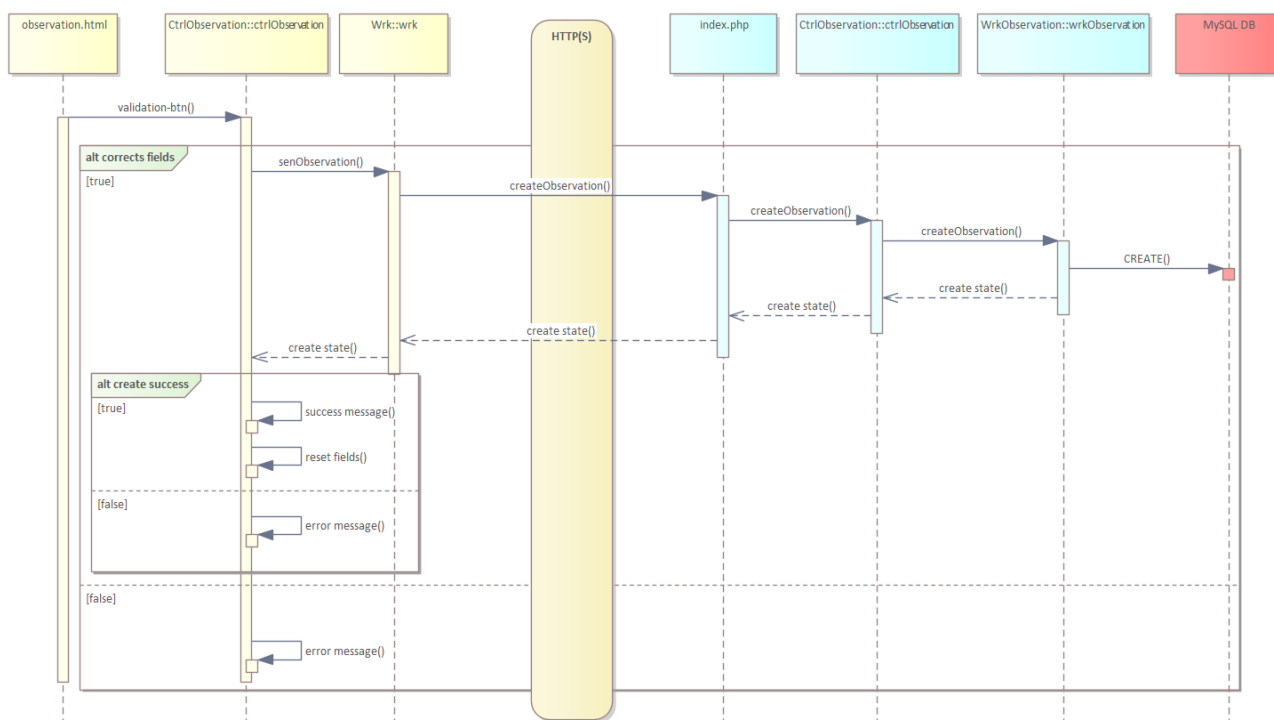 observation.html
CtrlObservation::ctrlObservation
Wrk::wrk
HTTP(S)
index.php
CtrlObservation::ctrlObservation
WrkObservation::wrkObservation
MySQL DB
validation-btn()
alt corrects fields
[true]
senObservation()
createObservation()
createObservation()
createObservation()
CREATE()
create state()
create state()
create state()
create state()
alt create success
[true]
success message()
reset fields()
[false]
error message()
[false]
error message()